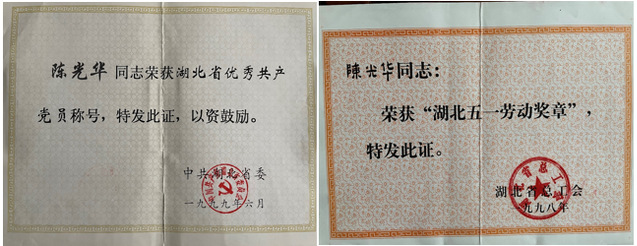 陈光华同志荣获湖北省优秀共产
党员称号，特发此证，以资鼓励。
中共湖北省委
一九九九年六月
陳光华同志：
荣获“湖北五一劳动奖章”，
特发此证。
湖北省总工会
一九九八年